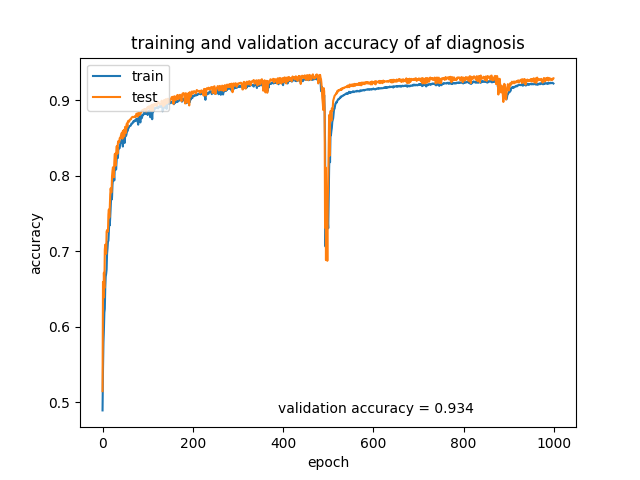 training and validation accuracy of af diagnosis
train
test
0.9
0.8
0.7
0.6
0.5
accuracy
validation accuracy = 0.934
0 200 400 600 800 1000
epoch